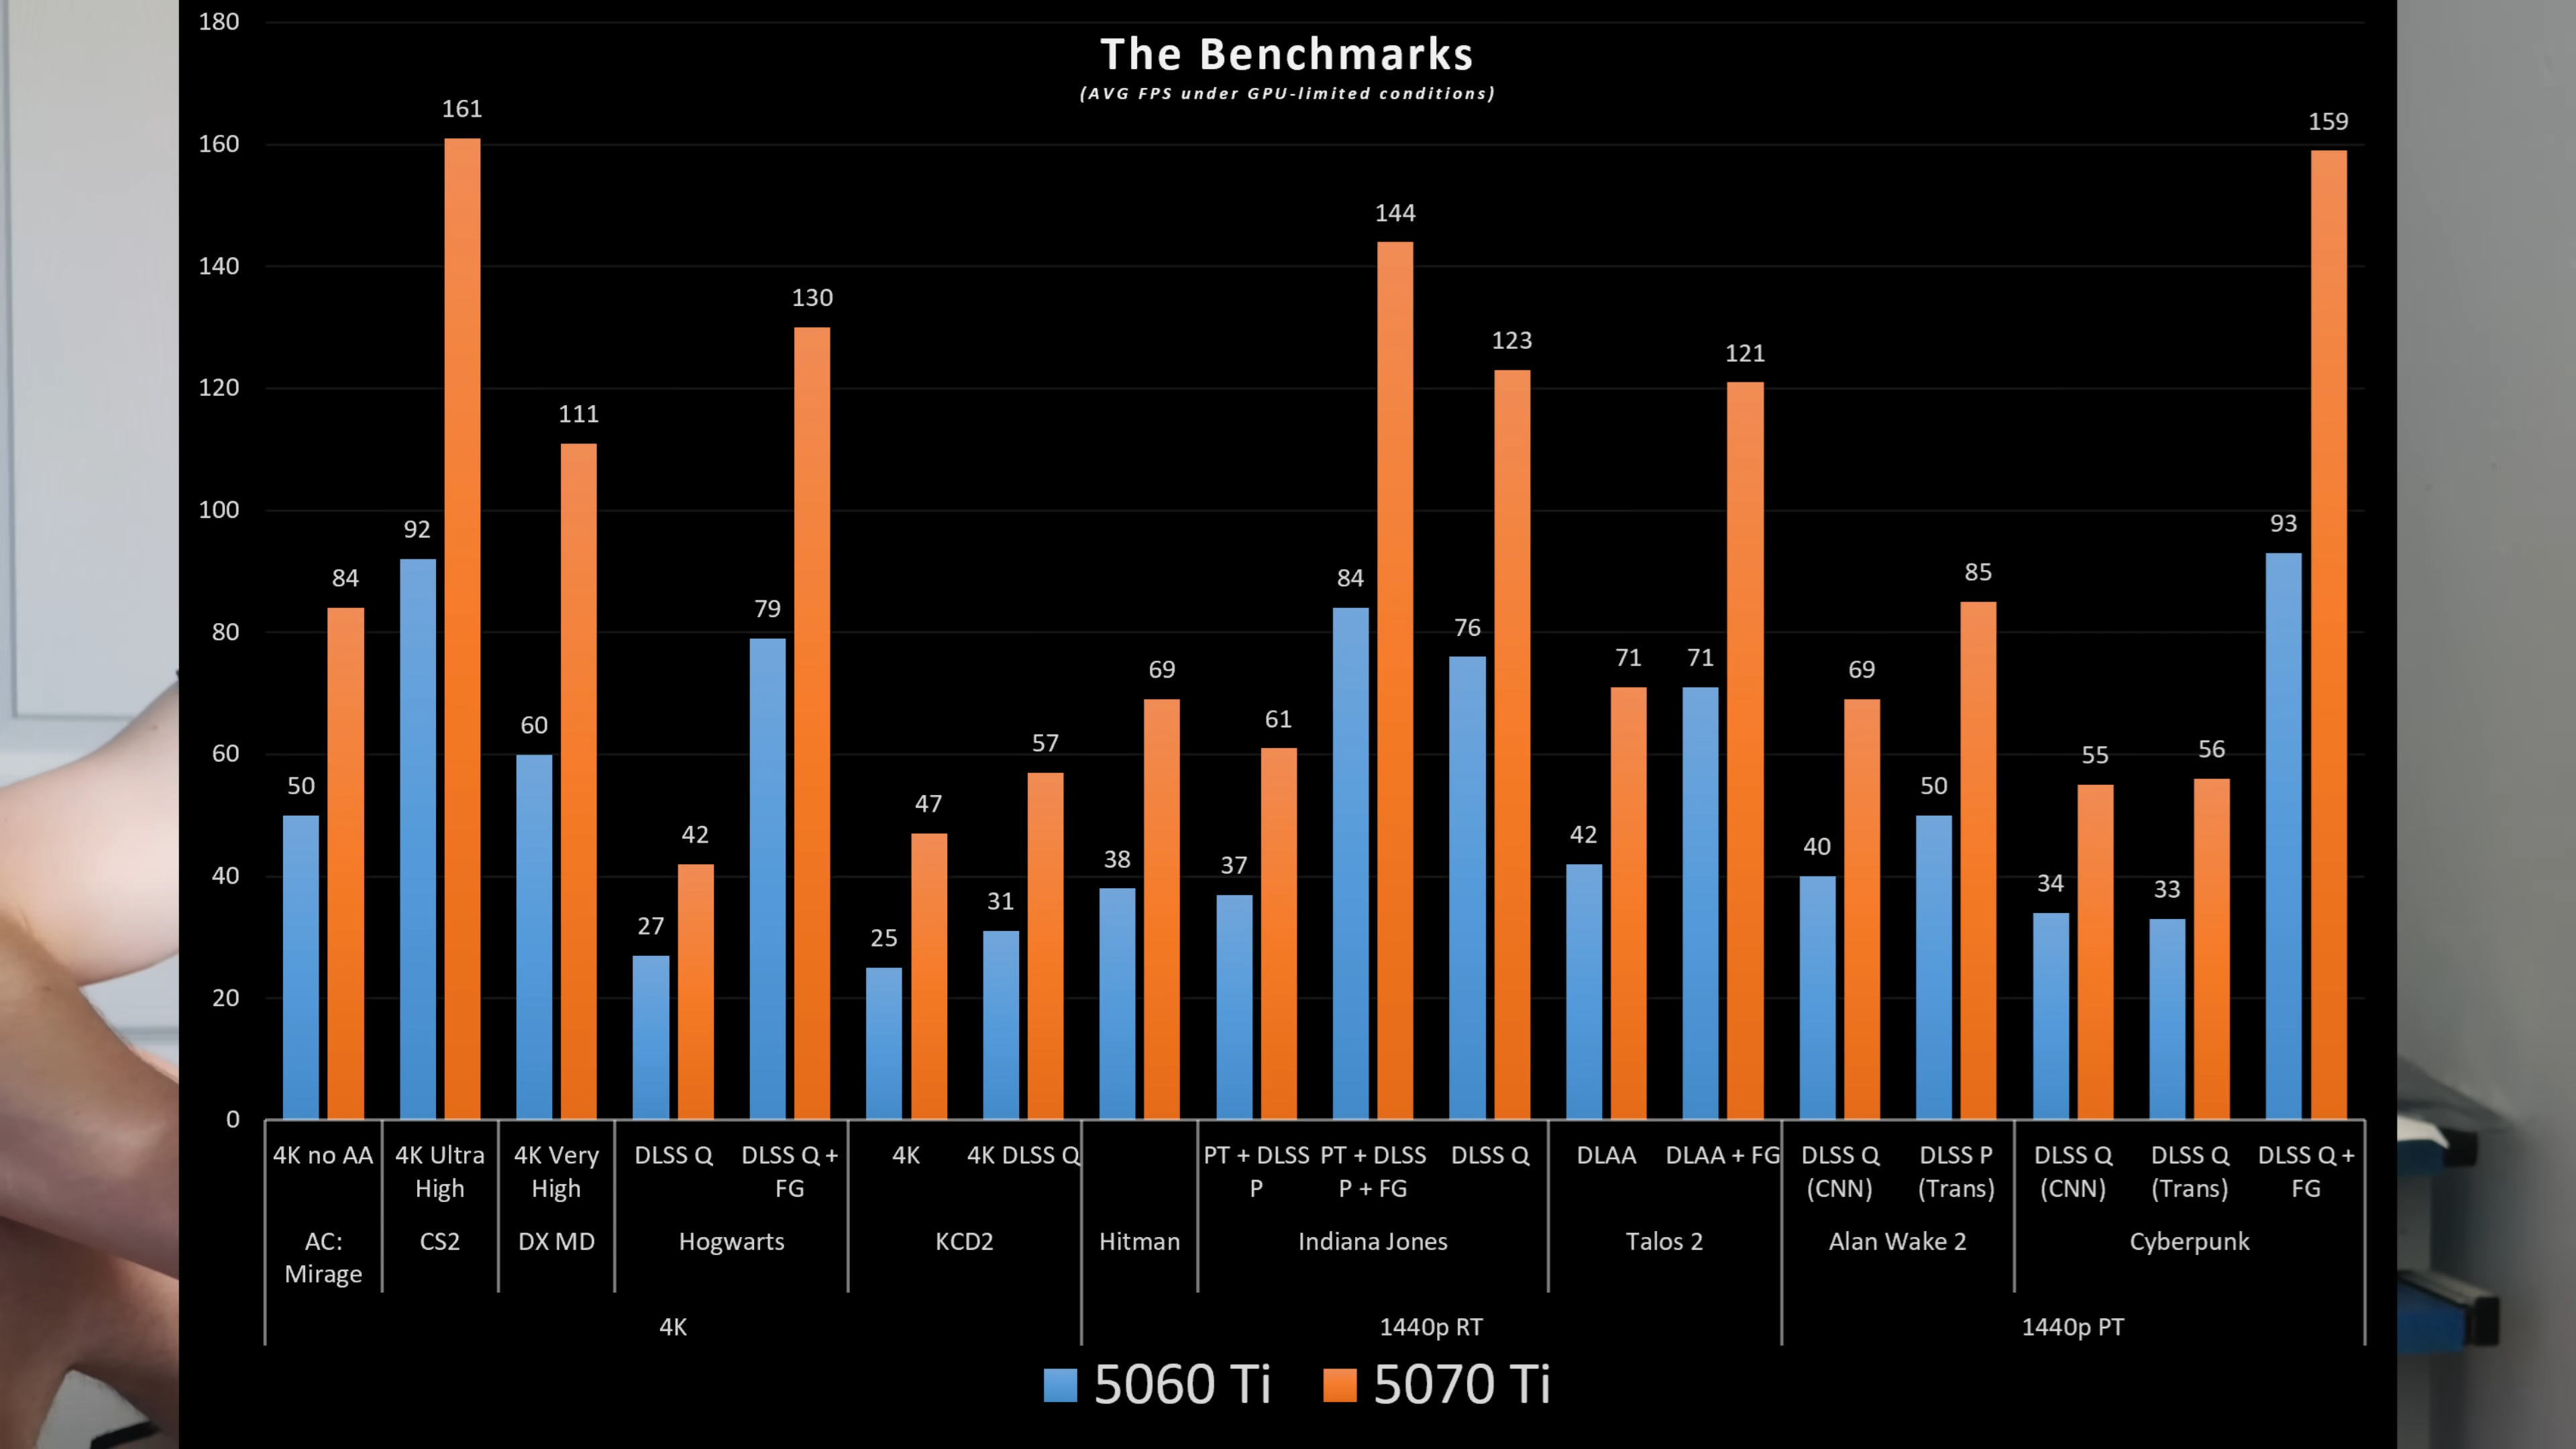 The Benchmarks
(AVG FPS under GPU-limited conditions)
180
160
140
120
100
80
60
40
20
0
50
84
92
161
60
111
27
42
79
130
25
47
31
57
38
69
37
61
84
144
76
123
42
71
71
121
40
69
50
85
34
55
33
56
93
159
4K no AA
4K Ultra
High
4K Very
High
DLSS Q
DLSS Q +
FG
4K
4K DLSS Q
PT + DLSS
P
PT + DLSS
P + FG
DLSS Q
DLAA
DLAA + FG
DLSS Q
(CNN)
DLSS P
(Trans)
DLSS Q
(CNN)
DLSS Q
(Trans)
DLSS Q +
FG
AC:
Mirage
CS2
DX MD
Hogwarts
KCD2
Hitman
Indiana Jones
Talos 2
Alan Wake 2
Cyberpunk
4K
1440p RT
1440p PT
5060 Ti
5070 Ti